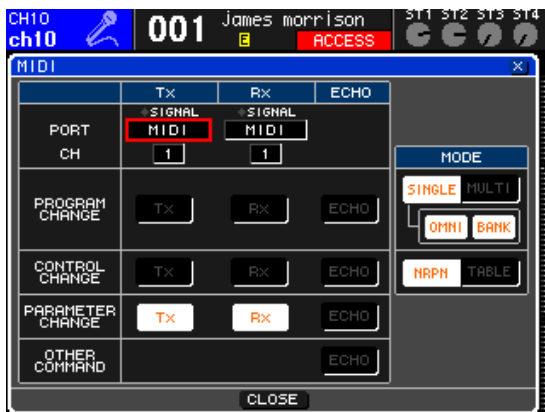 CH10 001 james morrison ST1 ST2 ST3 ST4
ch10 E ACCESS
MIDI X
Tx Rx ECHO
SIGNAL SIGNAL
PORT MIDI MIDI
CH 1 1
MODE
SINGLE MULTI
OMNI BANK
PROGRAM CHANGE Tx Rx ECHO
CONTROL CHANGE Tx Rx ECHO
NRPN TABLE
PARAMETER CHANGE Tx Rx ECHO
OTHER COMMAND ECHO
CLOSE